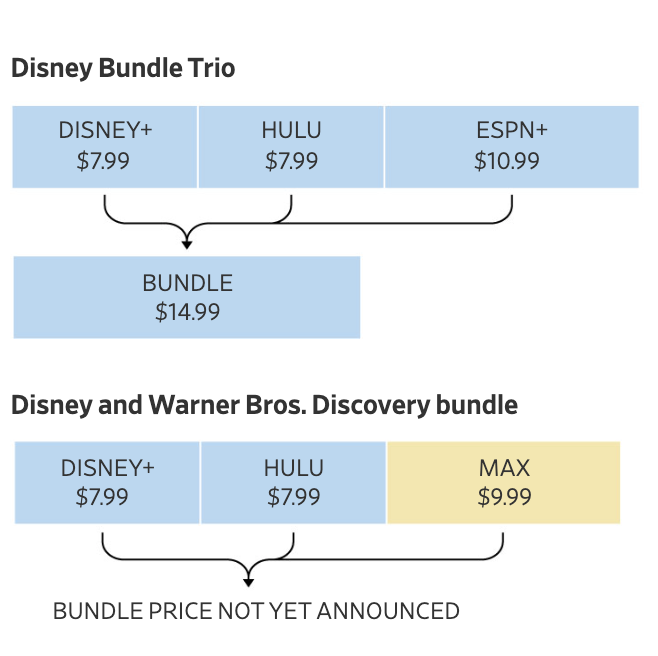 Disney Bundle Trio
DISNEY+ HULU ESPN+
$7.99 $7.99 $10.99
BUNDLE
$14.99
Disney and Warner Bros. Discovery bundle
DISNEY+ HULU MAX
$7.99 $7.99 $9.99
BUNDLE PRICE NOT YET ANNOUNCED